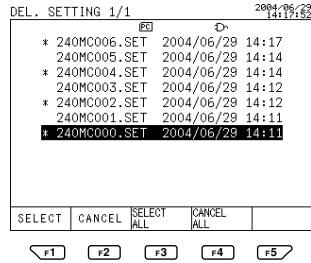 DEL. SETTING 1/1 2004/06/29
14:17:52
PC
* 240MC006.SET 2004/06/29 14:17
240MC005.SET 2004/06/29 14:14
* 240MC004.SET 2004/06/29 14:14
240MC003.SET 2004/06/29 14:12
* 240MC002.SET 2004/06/29 14:12
240MC001.SET 2004/06/29 14:11
* 240MC000.SET 2004/06/29 14:11
SELECT CANCEL SELECT ALL CANCEL ALL
F1 F2 F3 F4 F5